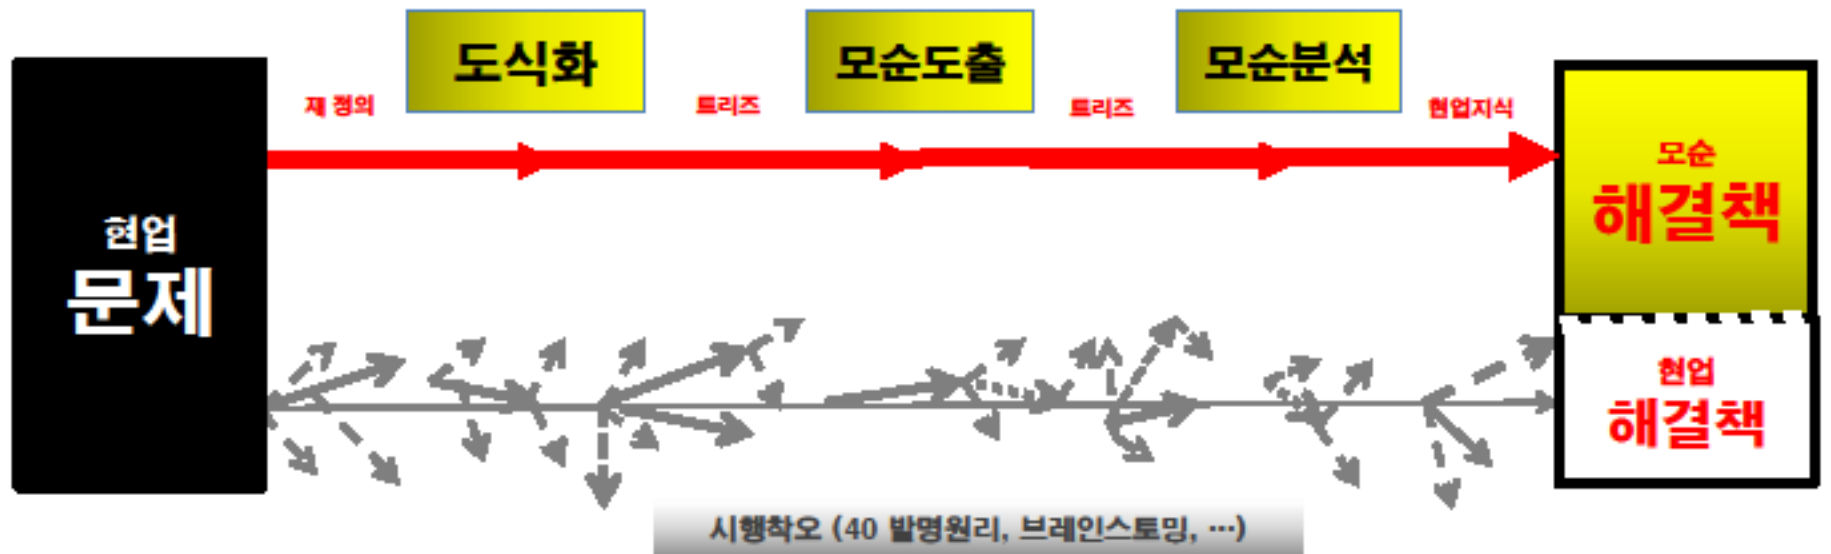 도식화
모순도출
모순분석
재 정의
트리즈
트리즈
현업지식
현업
문제
모순
해결책
현업
해결책
시행착오 (40 발명원리, 브레인스토밍, ···)